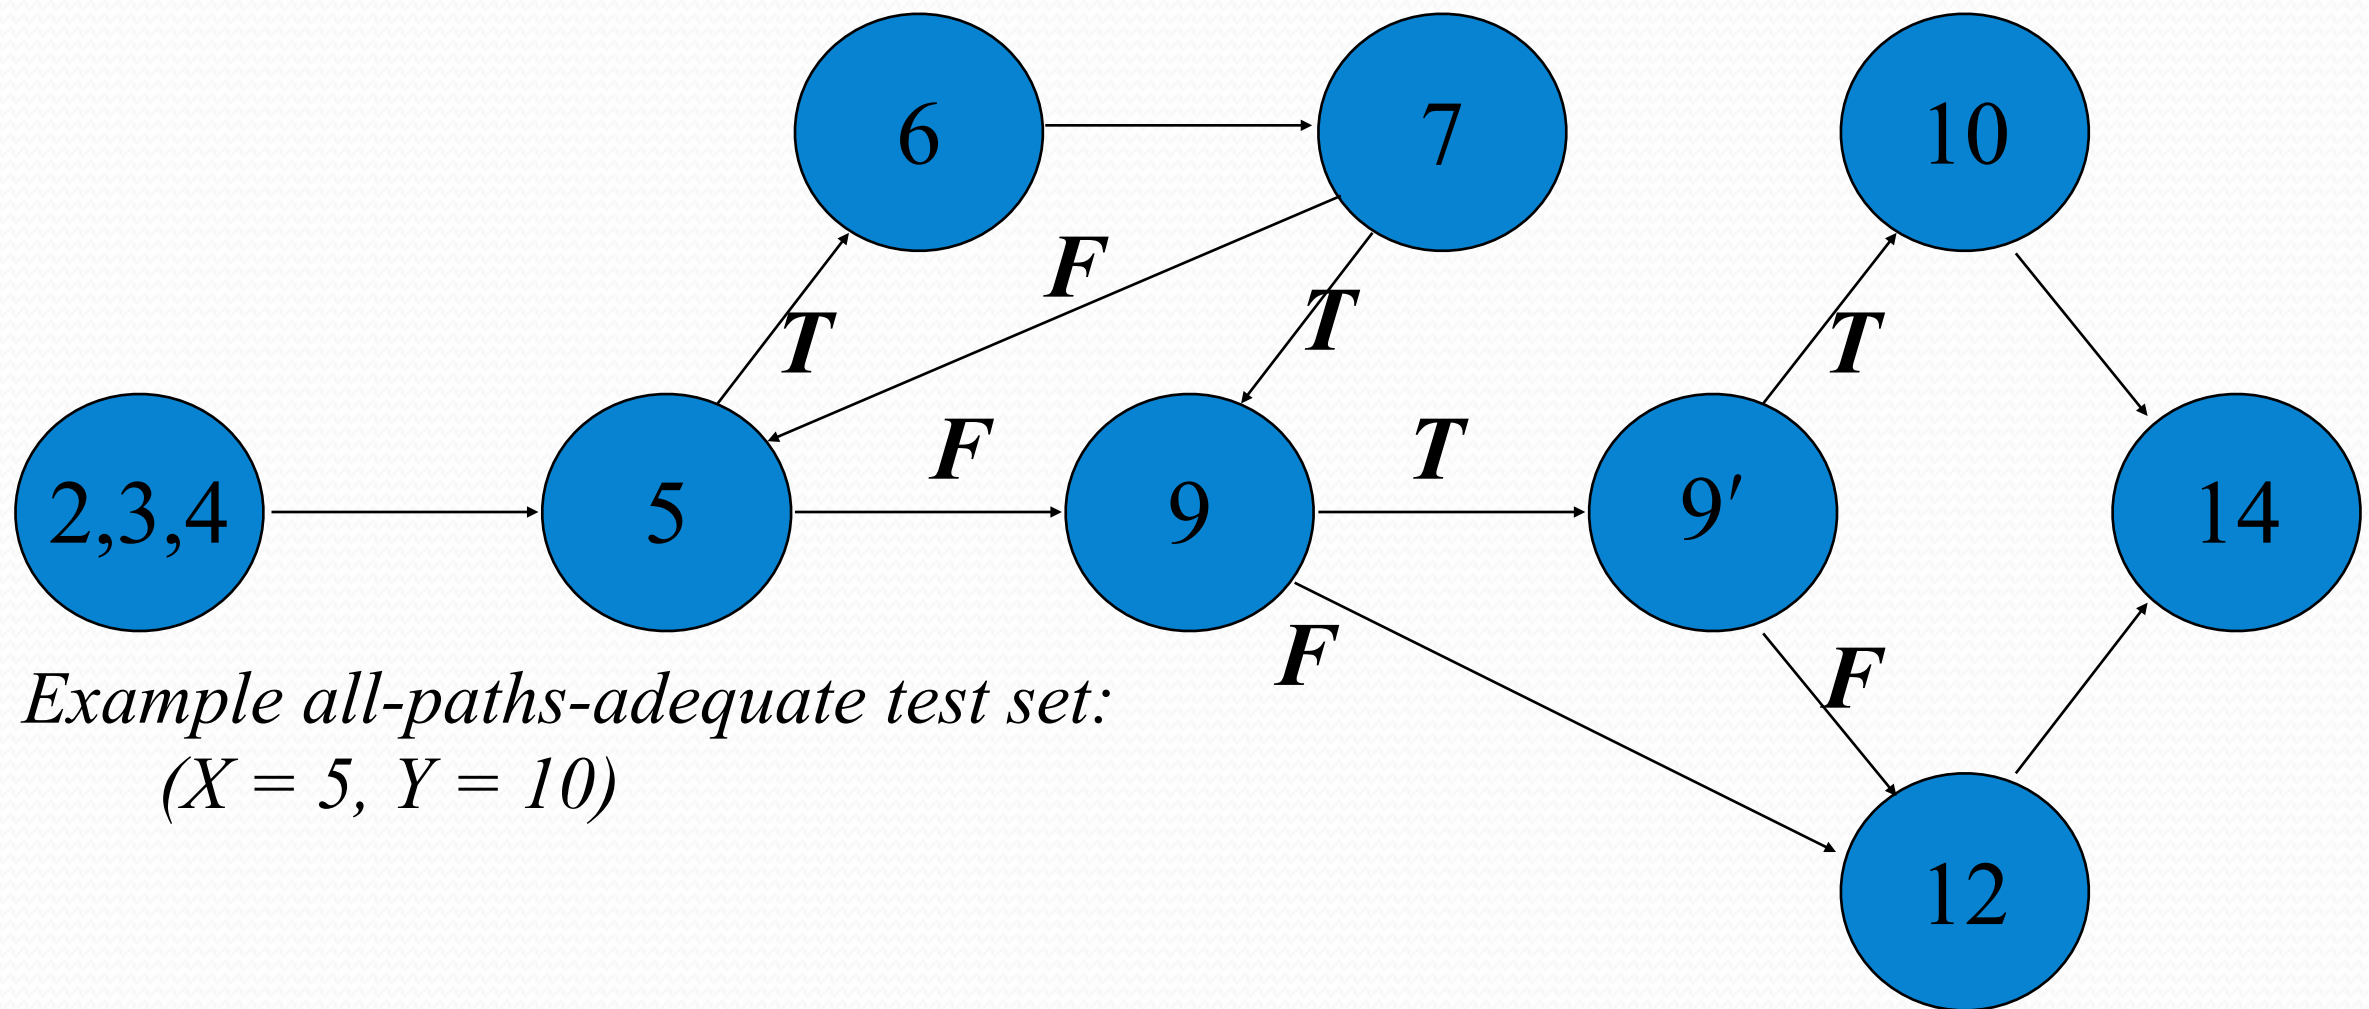 6
7
10
F
T
T
T
F
T
2,3,4
5
9
9′
14
F
F
Example all-paths-adequate test set:
(X = 5, Y = 10)
12